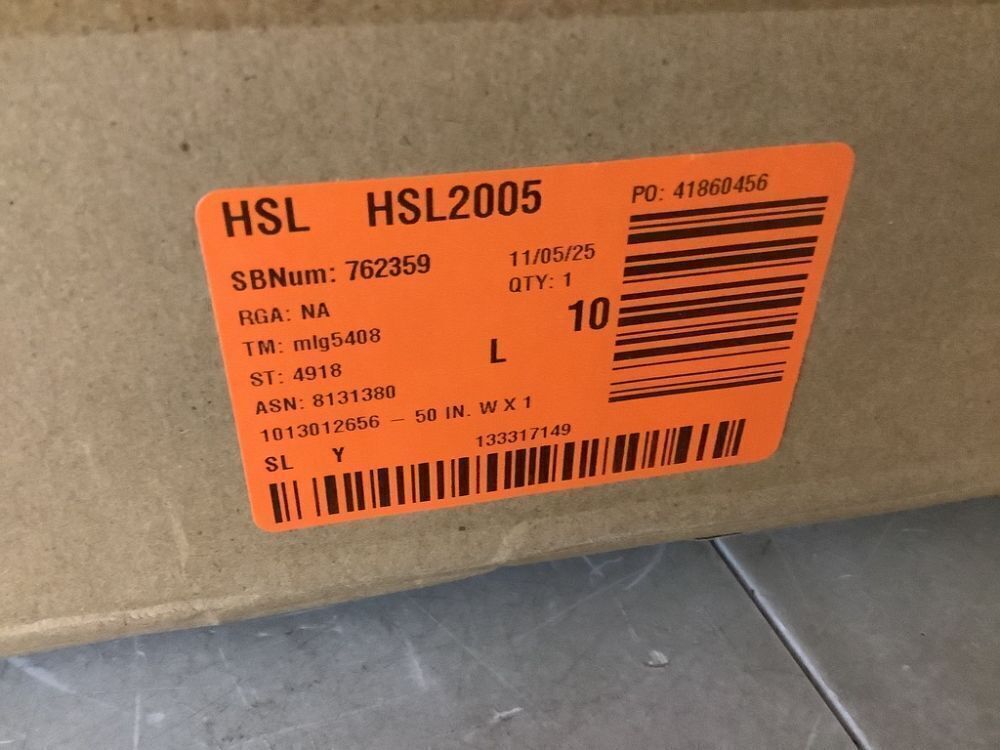 HSL HSL2005
PO: 41860456
SBNum: 762359
11/05/25
QTY: 1
RGA: NA
10
TM: mlg5408
L
ST: 4918
ASN: 8131380
1013012656 – 50 IN. W X 1
SL Y
133317149